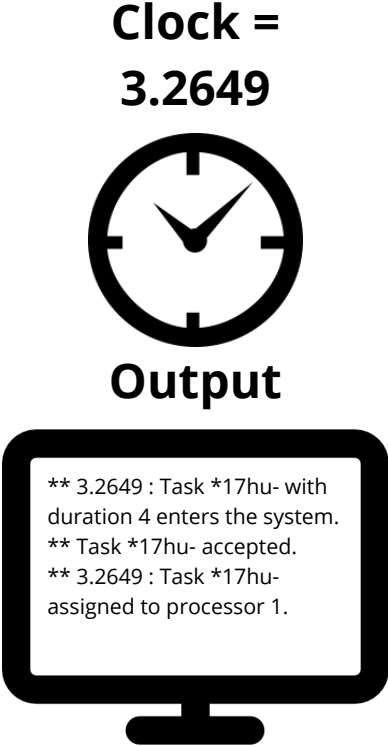 Clock =
3.2649
Output
** 3.2649 : Task *17hu- with
duration 4 enters the system.
** Task *17hu- accepted.
** 3.2649 : Task *17hu-
assigned to processor 1.